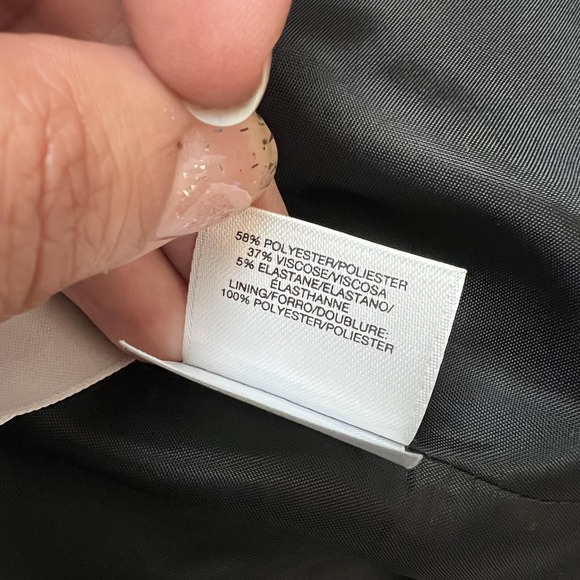 58% POLYESTER/POLIESTER
37% VISCOSE/VISCOSA
5% ELASTANE/ELASTANO/
ÉLASTHANNE
LINING/FORRO/DOUBLURE:
100% POLYESTER/POLIESTER